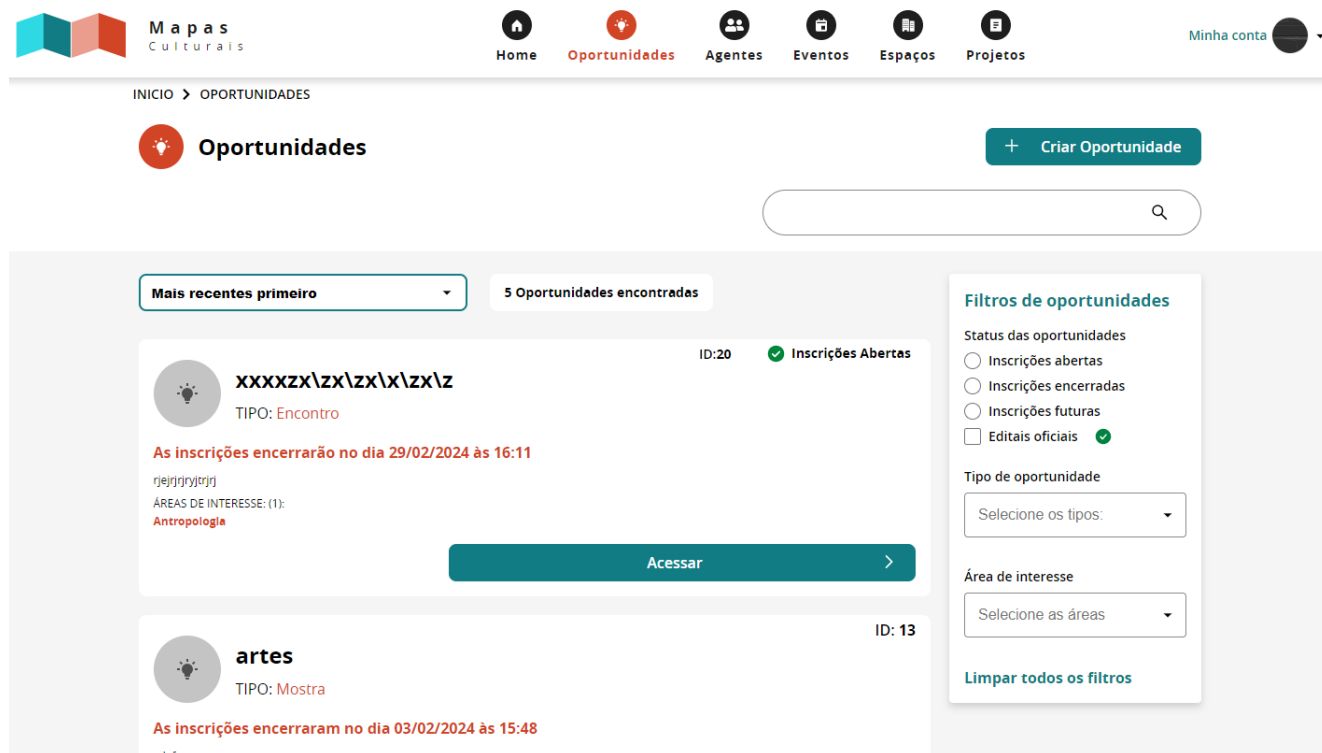 Mapas
Culturais
Home
Oportunidades
Agentes
Eventos
Espaços
Projetos
Minha conta
INICIO > OPORTUNIDADES
Oportunidades
+ Criar Oportunidade
Mais recentes primeiro
5 Oportunidades encontradas
ID:20 Inscrições Abertas
xxxxzx\zx\zx\x\zx\z
TIPO: Encontro
As inscrições encerrarão no dia 29/02/2024 às 16:11
rjejrjrjryjtrjrj
ÁREAS DE INTERESSE: (1):
Antropologia
Acessar
ID: 13
artes
TIPO: Mostra
As inscrições encerraram no dia 03/02/2024 às 15:48
Filtros de oportunidades
Status das oportunidades
Inscrições abertas
Inscrições encerradas
Inscrições futuras
Editais oficiais
Tipo de oportunidade
Selecione os tipos:
Área de interesse
Selecione as áreas
Limpar todos os filtros